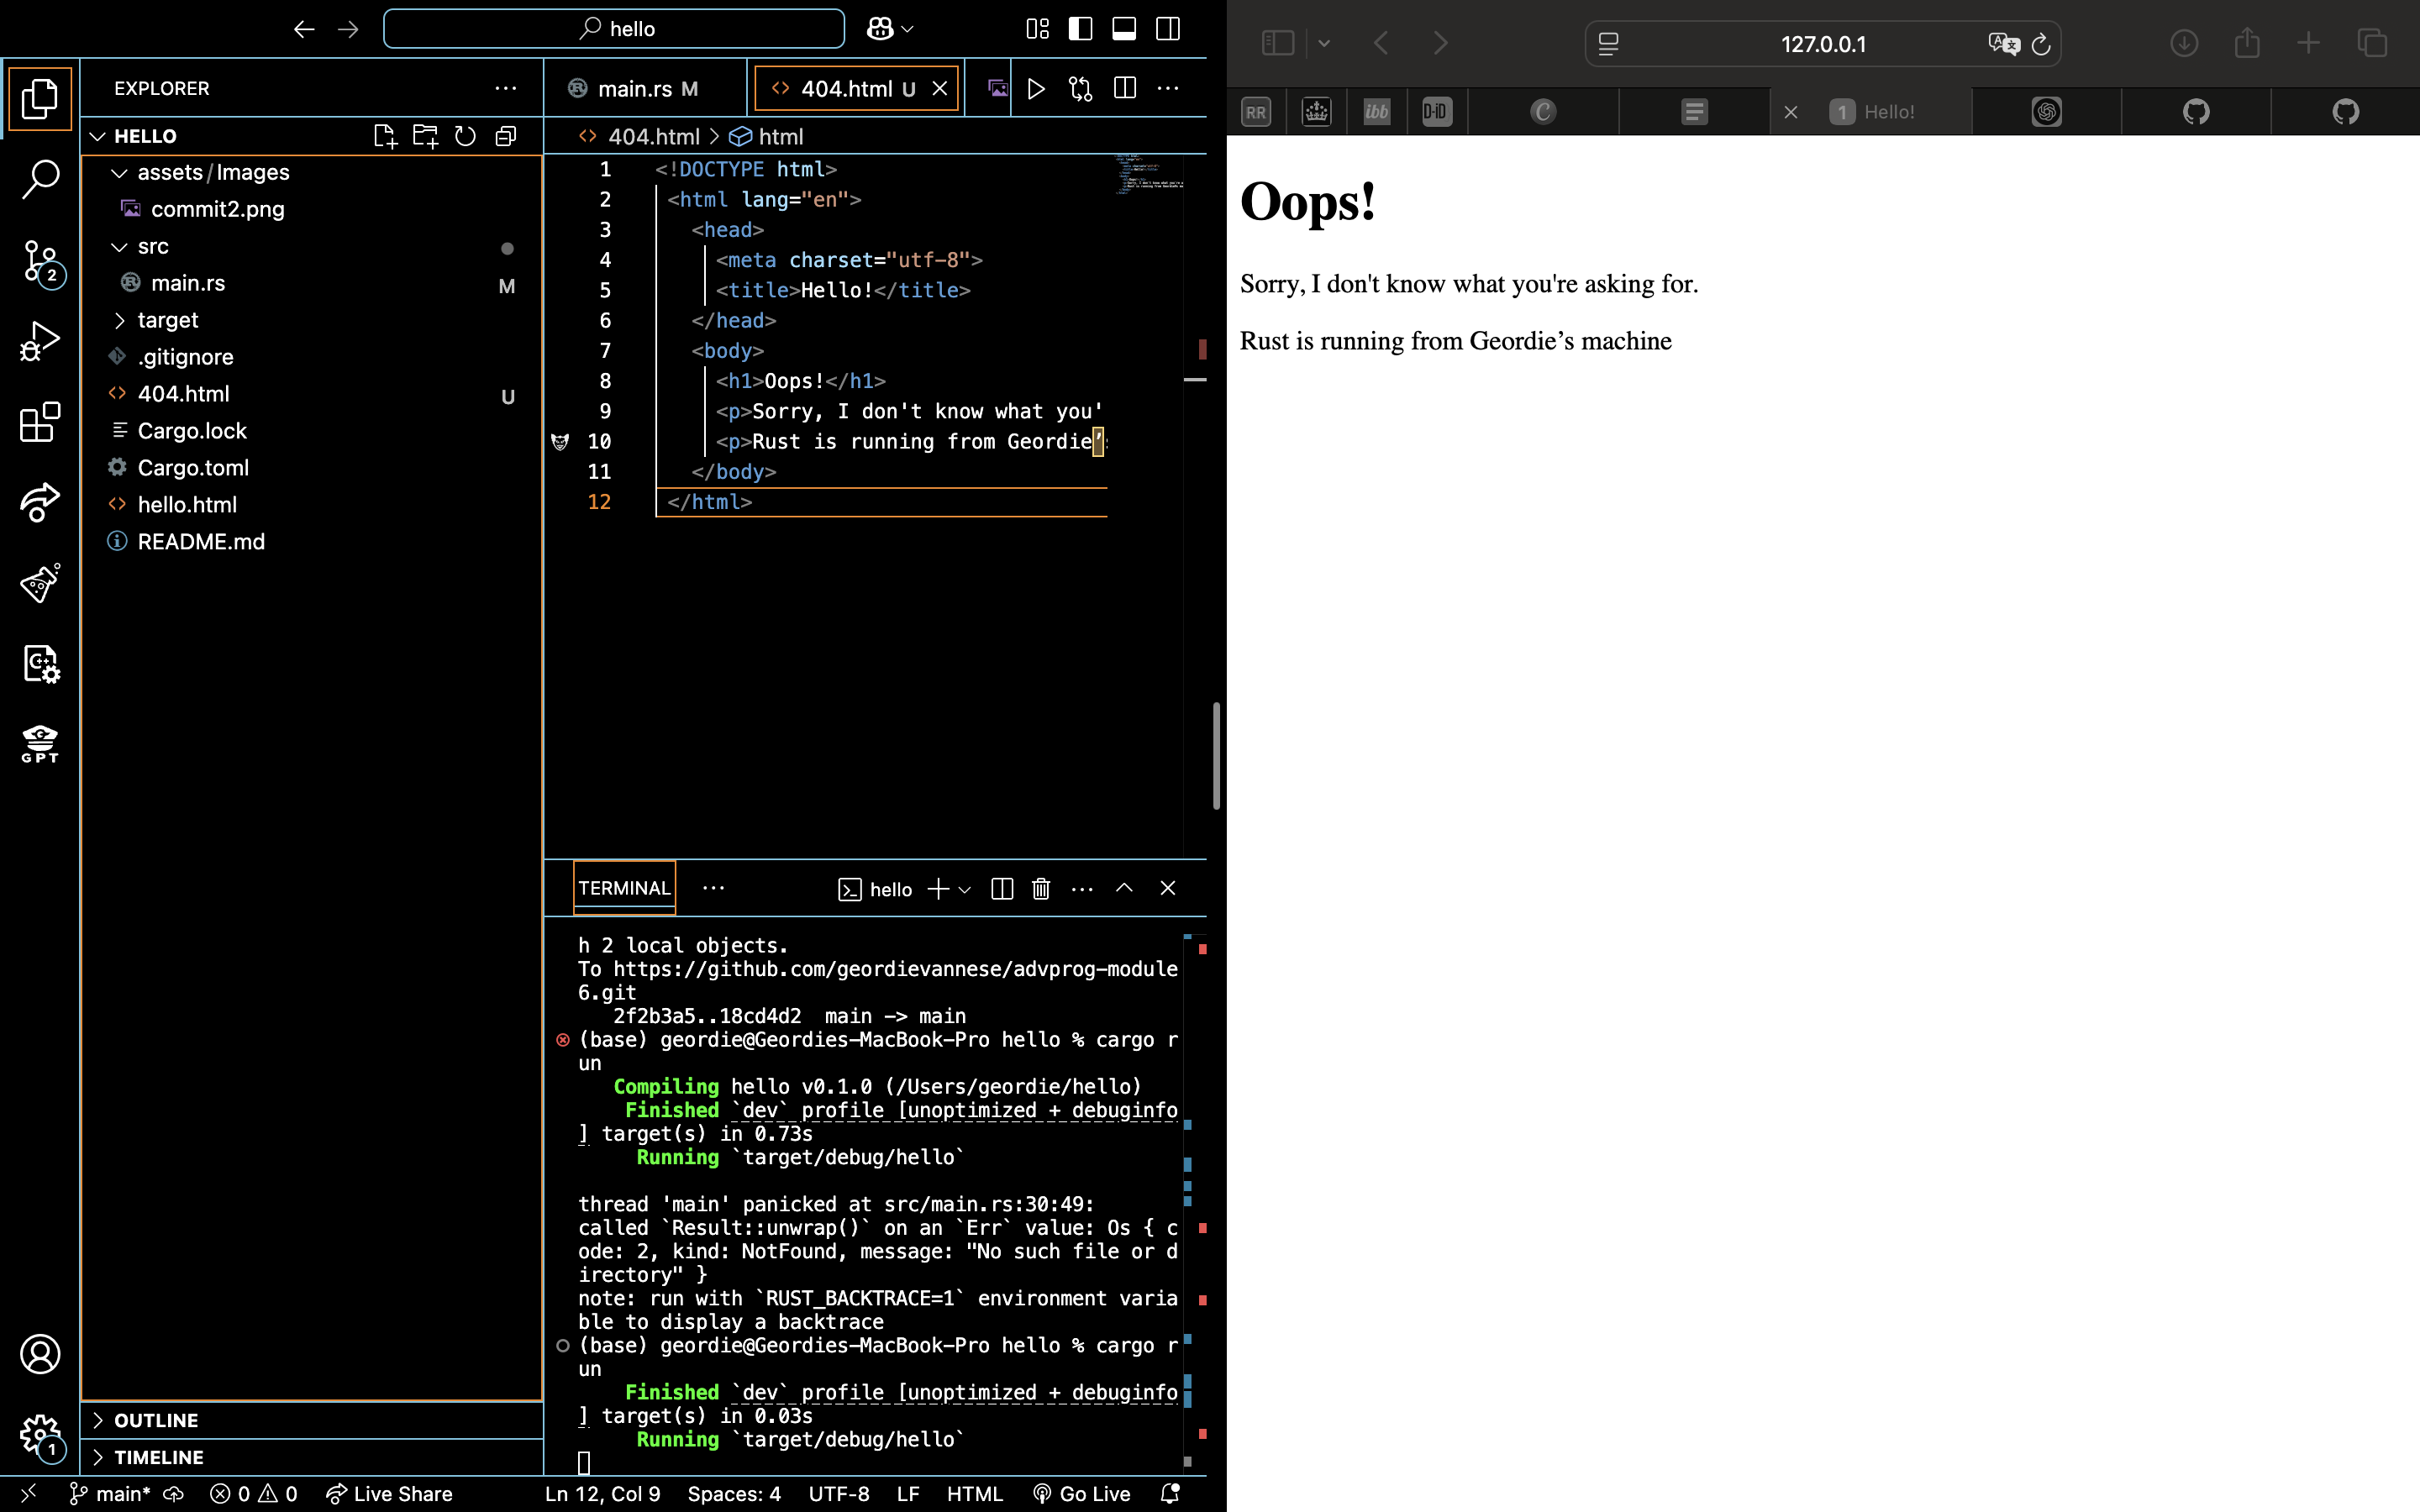 hello
EXPLORER
HELLO
assets / Images
commit2.png
src
main.rs M
target
.gitignore
404.html U
Cargo.lock
Cargo.toml
hello.html
README.md
OUTLINE
TIMELINE
2
GPT
1
main.rs M
404.html U
404.html > html
1 <!DOCTYPE html>
2 <html lang="en">
3 <head>
4 <meta charset="utf-8">
5 <title>Hello!</title>
6 </head>
7 <body>
8 <h1>Oops!</h1>
9 <p>Sorry, I don't know what you'
10 <p>Rust is running from Geordie’
11 </body>
12 </html>
TERMINAL
hello
h 2 local objects.
To https://github.com/geordievannese/advprog-module
6.git
2f2b3a5..18cd4d2 main -> main
(base) geordie@Geordies-MacBook-Pro hello % cargo r
un
Compiling hello v0.1.0 (/Users/geordie/hello)
Finished `dev` profile [unoptimized + debuginfo
] target(s) in 0.73s
Running `target/debug/hello`
thread 'main' panicked at src/main.rs:30:49:
called `Result::unwrap()` on an `Err` value: Os { c
ode: 2, kind: NotFound, message: "No such file or d
irectory" }
note: run with `RUST_BACKTRACE=1` environment varia
ble to display a backtrace
(base) geordie@Geordies-MacBook-Pro hello % cargo r
un
Finished `dev` profile [unoptimized + debuginfo
] target(s) in 0.03s
Running `target/debug/hello`
main* 0 0 Live Share Ln 12, Col 9 Spaces: 4 UTF-8 LF HTML Go Live
127.0.0.1
RR ibb D-iD C 1 Hello!
Oops!
Sorry, I don't know what you're asking for.
Rust is running from Geordie’s machine